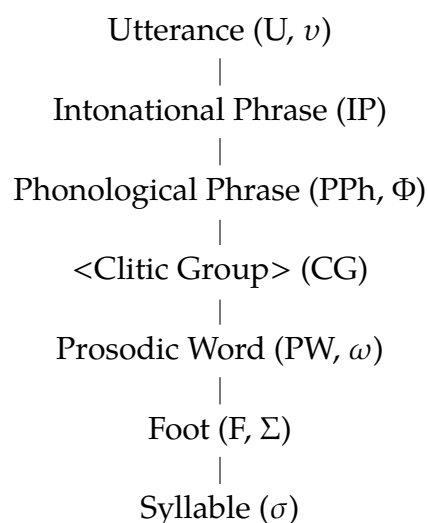 Utterance (U, υ)
Intonational Phrase (IP)
Phonological Phrase (PPh, Φ)
<Clitic Group> (CG)
Prosodic Word (PW, ω)
Foot (F, Σ)
Syllable (σ)